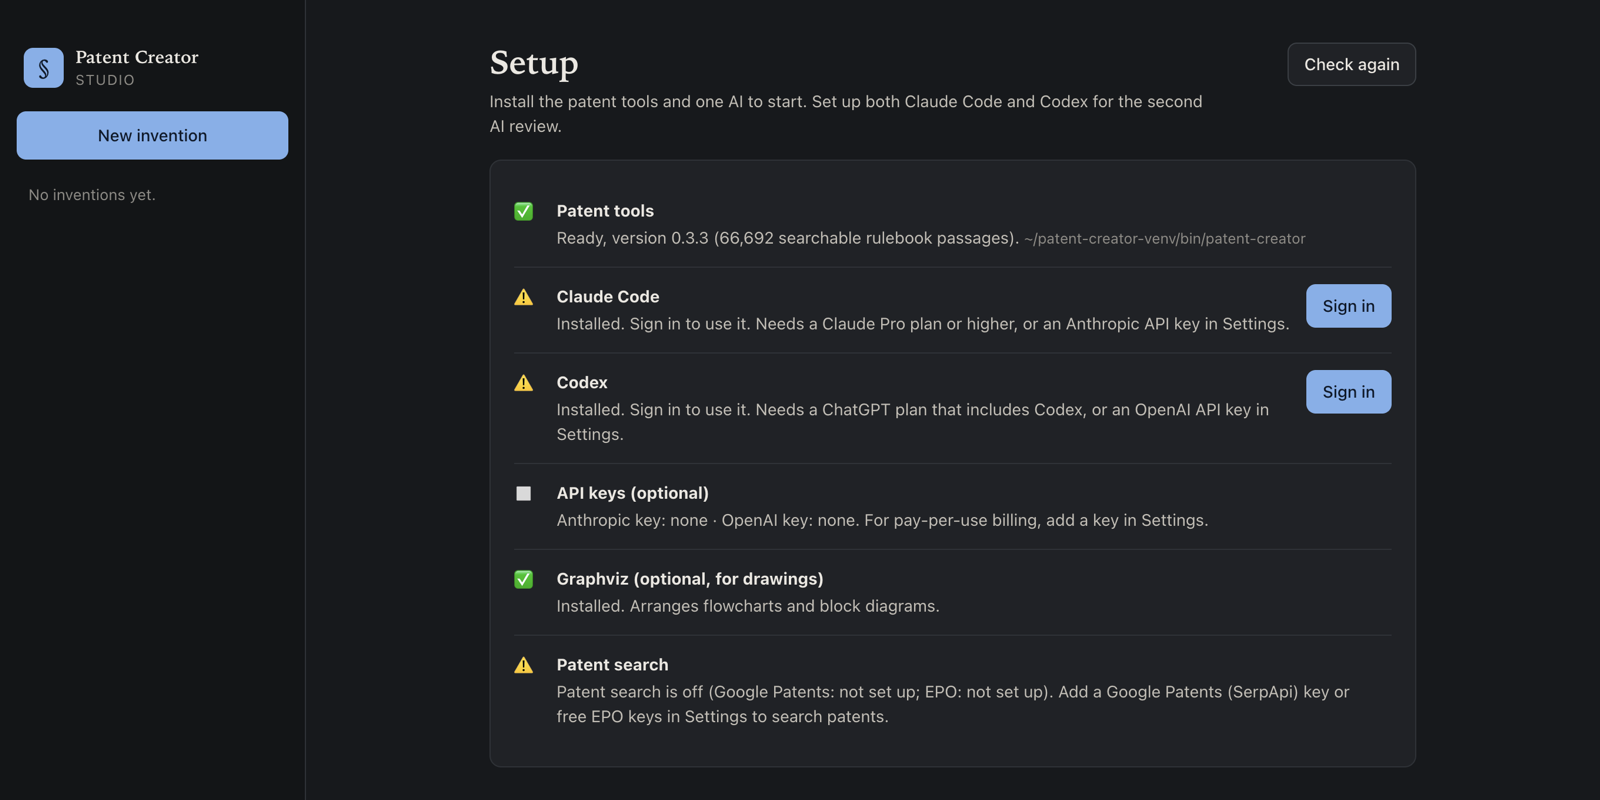 §
Patent Creator
STUDIO
New invention
No inventions yet.
Setup
Check again
Install the patent tools and one AI to start. Set up both Claude Code and Codex for the second
AI review.
Patent tools
Ready, version 0.3.3 (66,692 searchable rulebook passages). ~/patent-creator-venv/bin/patent-creator
Claude Code
Installed. Sign in to use it. Needs a Claude Pro plan or higher, or an Anthropic API key in Settings.
Sign in
Codex
Installed. Sign in to use it. Needs a ChatGPT plan that includes Codex, or an OpenAI API key in
Settings.
Sign in
API keys (optional)
Anthropic key: none · OpenAI key: none. For pay-per-use billing, add a key in Settings.
Graphviz (optional, for drawings)
Installed. Arranges flowcharts and block diagrams.
Patent search
Patent search is off (Google Patents: not set up; EPO: not set up). Add a Google Patents (SerpApi) key or
free EPO keys in Settings to search patents.